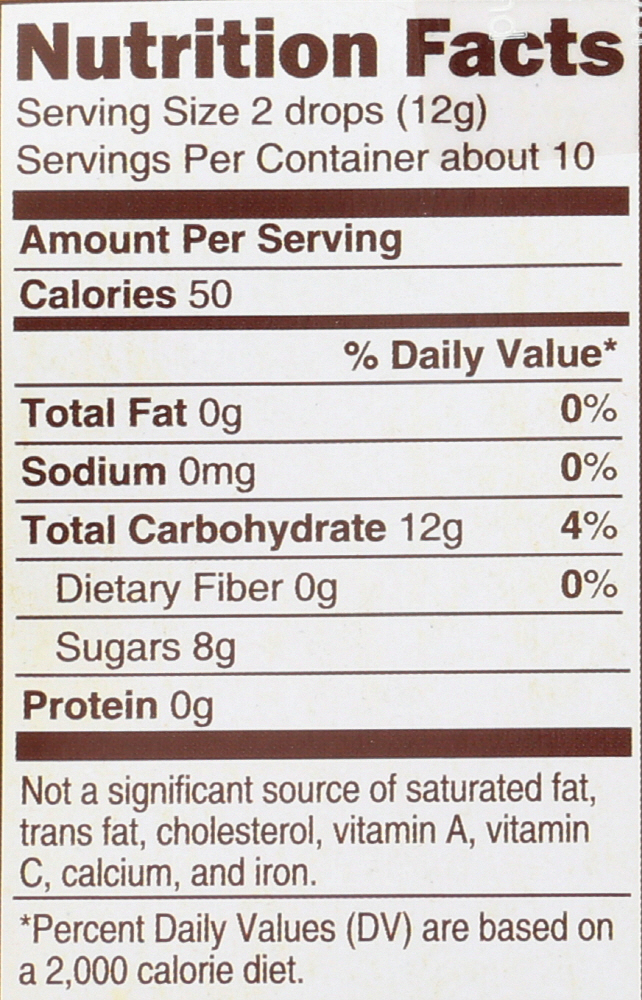 Nutrition Facts
Serving Size 2 drops (12g)
Servings Per Container about 10
Amount Per Serving
Calories 50
% Daily Value*
Total Fat 0g 0%
Sodium 0mg 0%
Total Carbohydrate 12g 4%
Dietary Fiber 0g 0%
Sugars 8g
Protein 0g
Not a significant source of saturated fat,
trans fat, cholesterol, vitamin A, vitamin
C, calcium, and iron.
*Percent Daily Values (DV) are based on
a 2,000 calorie diet.